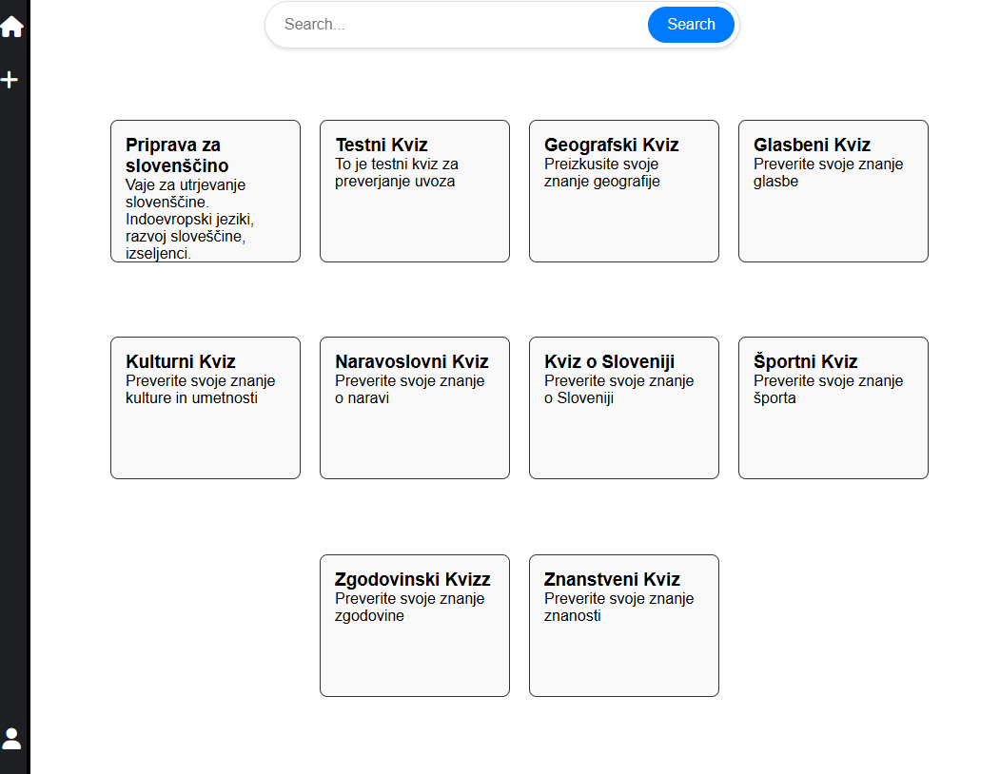 Search...
Search
Priprava za
slovenščino
Vaje za utrjevanje
slovenščine.
Indoevropski jeziki,
razvoj sloveščine,
izseljenci.
Testni Kviz
To je testni kviz za
preverjanje uvoza
Geografski Kviz
Preizkusite svoje
znanje geografije
Glasbeni Kviz
Preverite svoje znanje
glasbe
Kulturni Kviz
Preverite svoje znanje
kulture in umetnosti
Naravoslovni Kviz
Preverite svoje znanje
o naravi
Kviz o Sloveniji
Preverite svoje znanje
o Sloveniji
Športni Kviz
Preverite svoje znanje
športa
Zgodovinski Kvizz
Preverite svoje znanje
zgodovine
Znanstveni Kviz
Preverite svoje znanje
znanosti